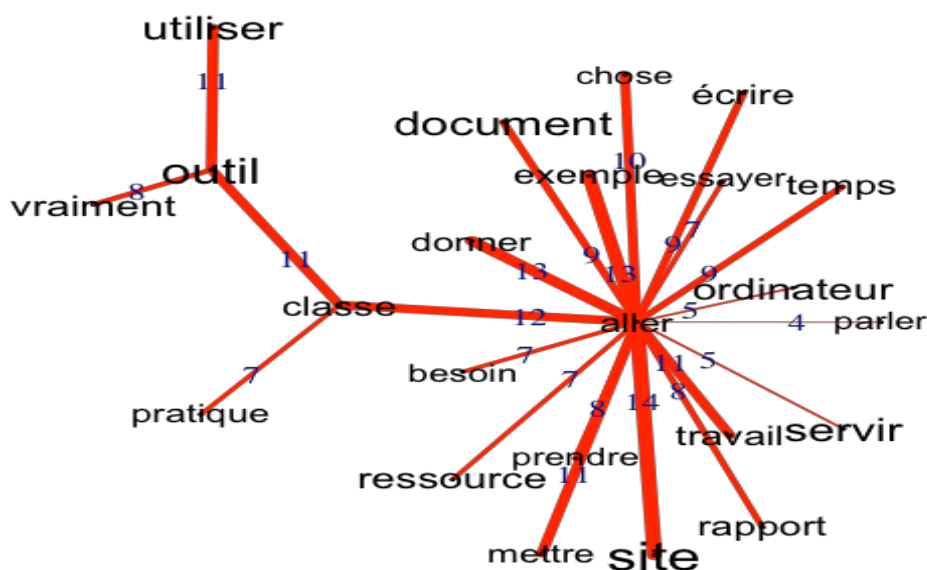 utiliser
11
chose
écrire
document
10
outil
exemple
essayer
temps
8
vraiment
7
donner
9
9
11
13
13
9
classe
12
aller
5
ordinateur
parler
4
7
besoin
7
7
11
5
8
8
14
pratique
travail
servir
prendre
ressource
11
mettre
site
rapport